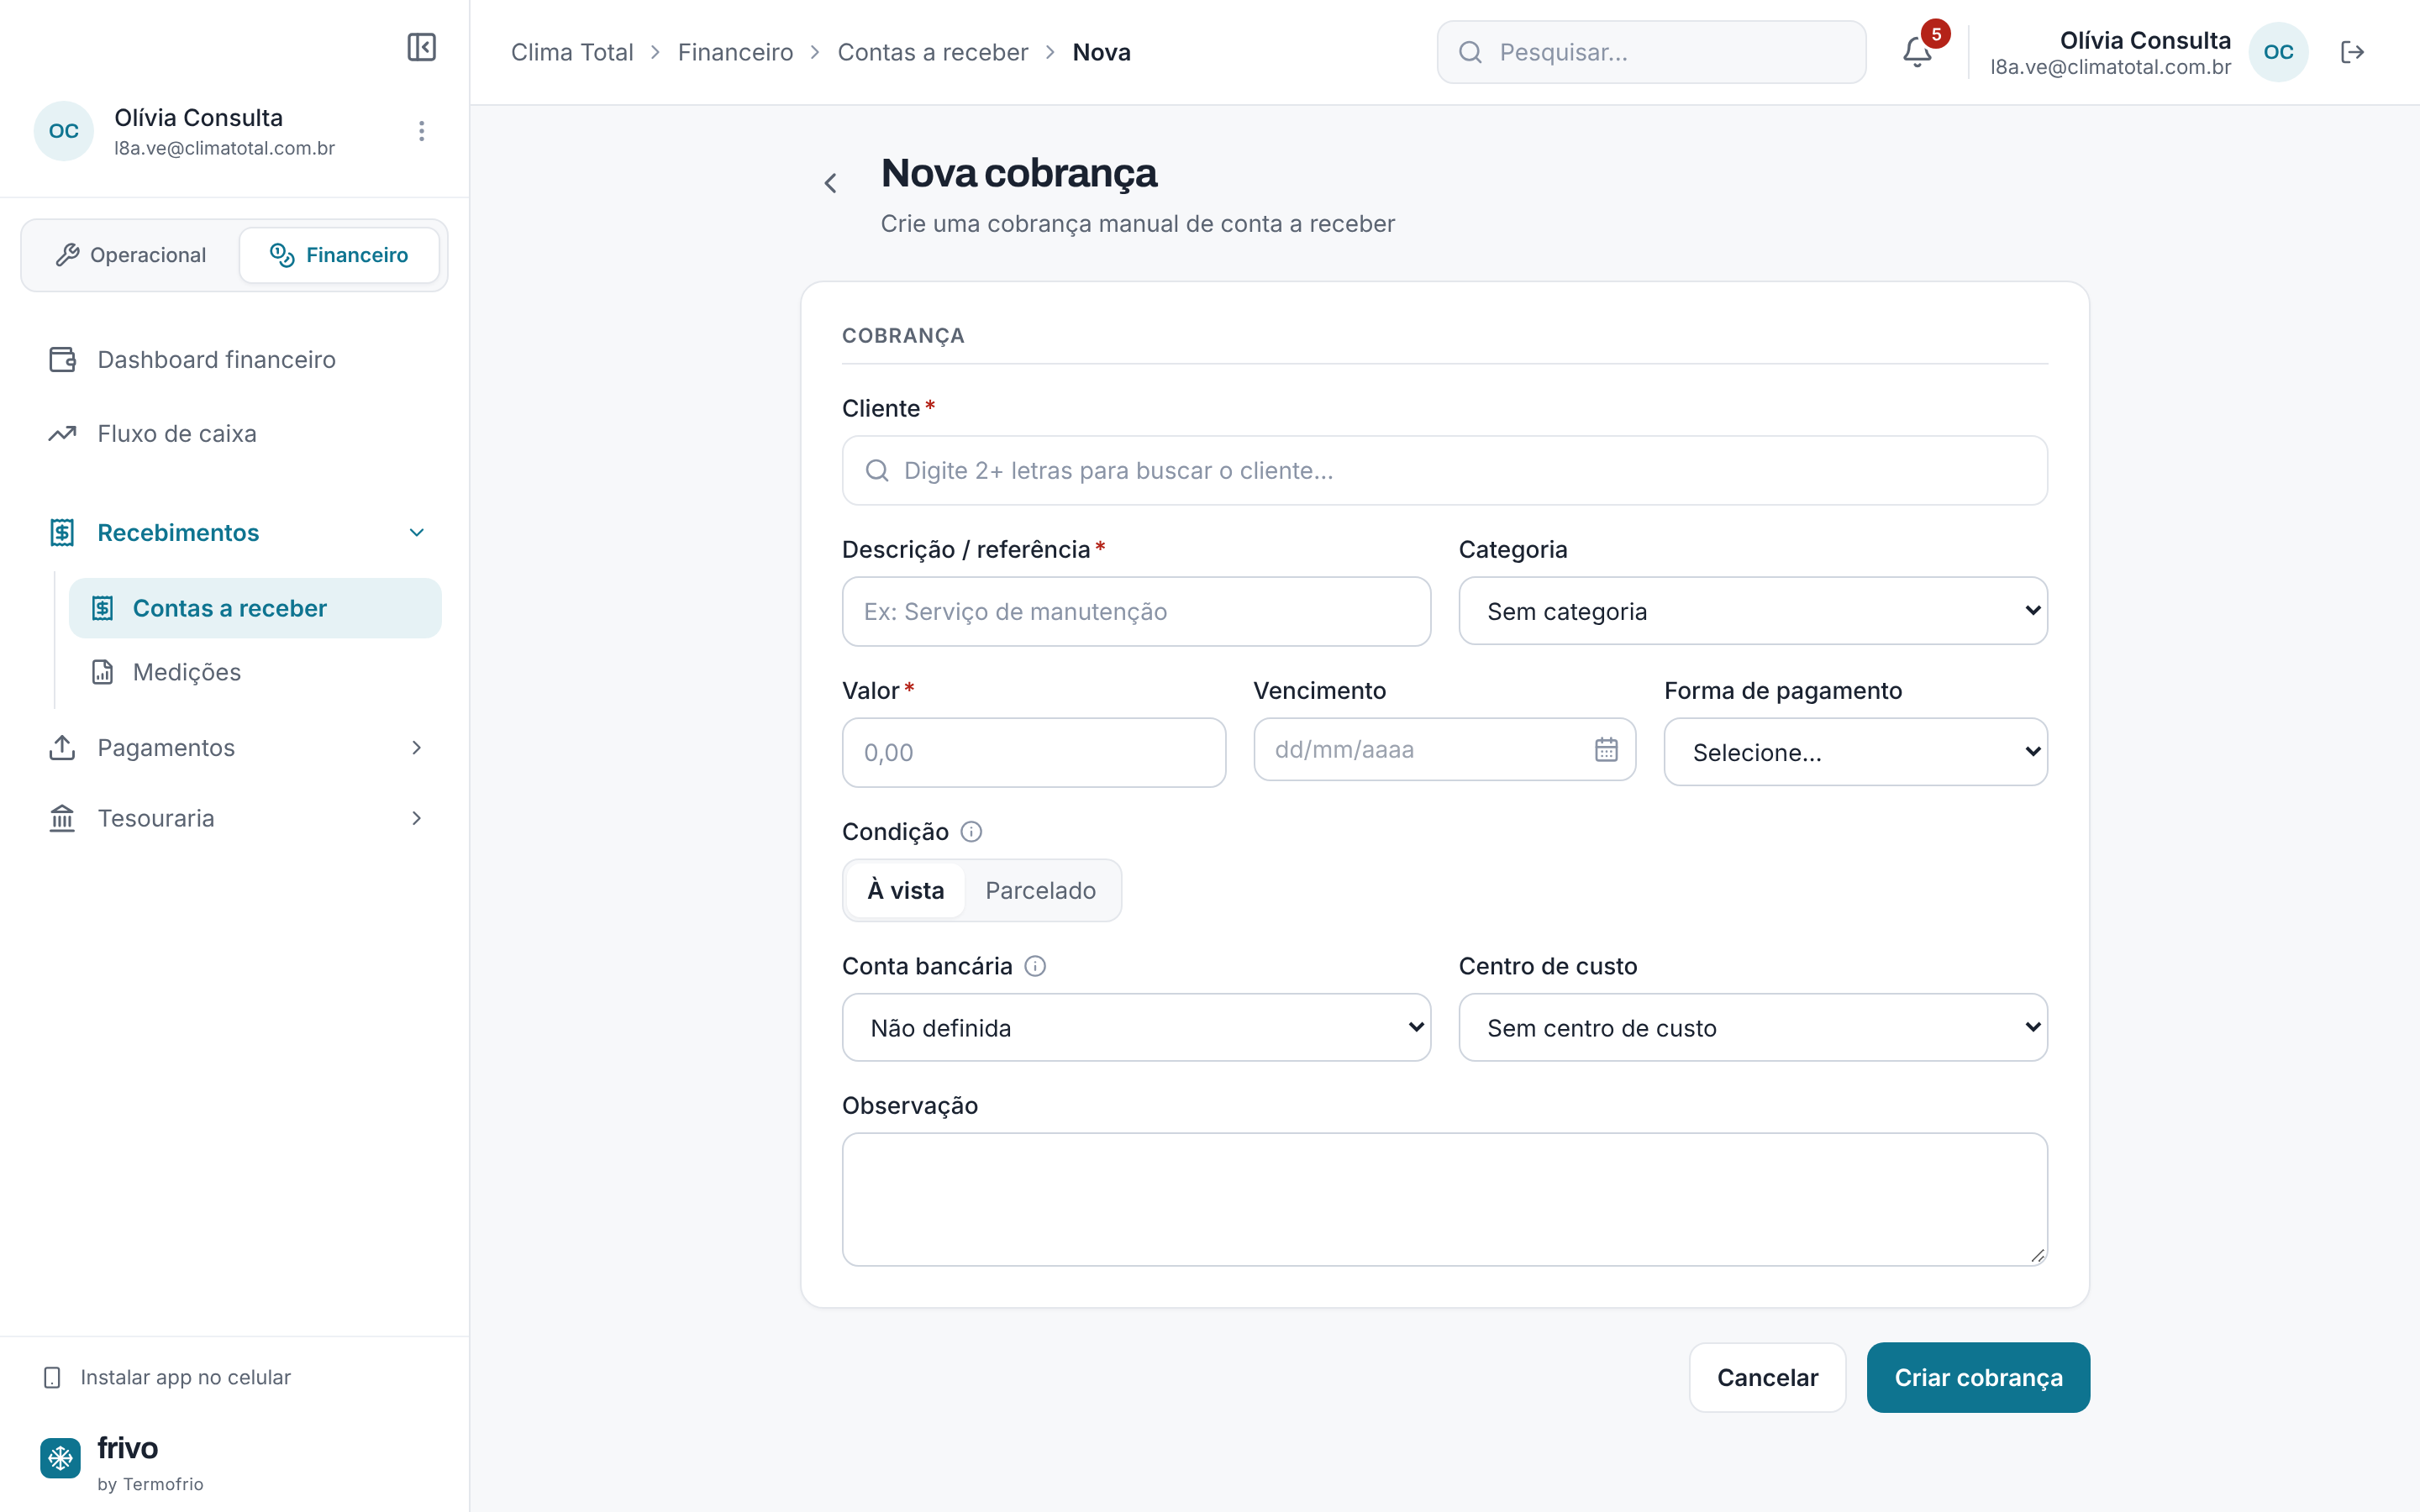 Clima Total > Financeiro > Contas a receber > Nova
Pesquisar...
5
Olívia Consulta
l8a.ve@climatotal.com.br
OC
OC
Olívia Consulta
l8a.ve@climatotal.com.br
Operacional
Financeiro
Dashboard financeiro
Fluxo de caixa
Recebimentos
Contas a receber
Medições
Pagamentos
Tesouraria
Instalar app no celular
frivo
by Termofrio
Nova cobrança
Crie uma cobrança manual de conta a receber
COBRANÇA
Cliente*
Digite 2+ letras para buscar o cliente...
Descrição / referência*
Categoria
Ex: Serviço de manutenção
Sem categoria
Valor*
Vencimento
Forma de pagamento
0,00
dd/mm/aaaa
Selecione...
Condição
À vista
Parcelado
Conta bancária
Centro de custo
Não definida
Sem centro de custo
Observação
Cancelar
Criar cobrança